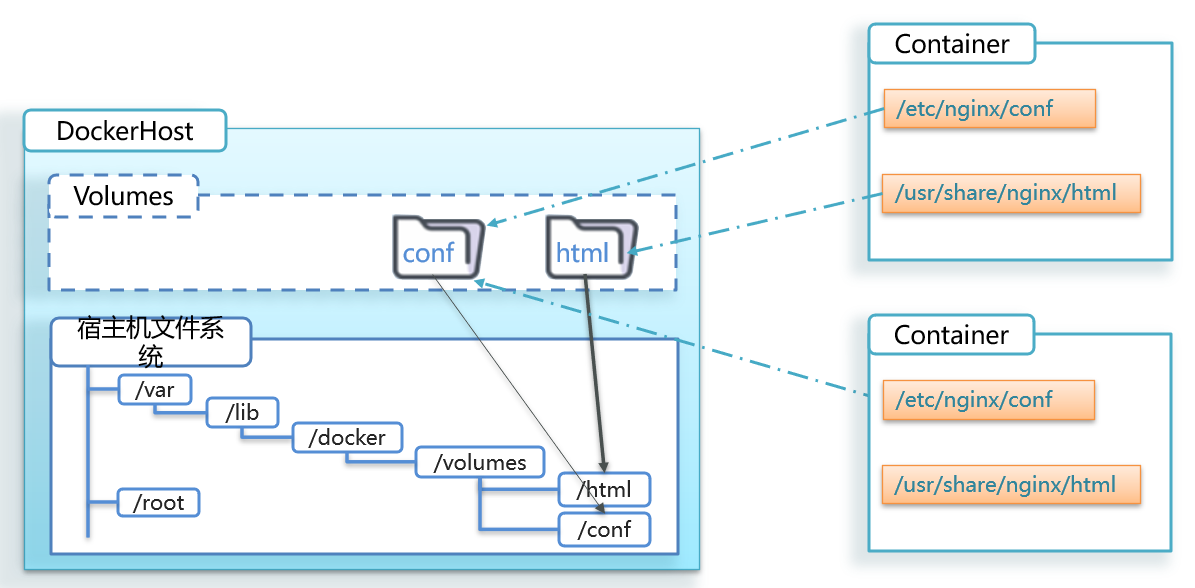 Container
/etc/nginx/conf
/usr/share/nginx/html
DockerHost
Volumes
conf
html
宿主机文件系
统
/var
/lib
/docker
/volumes
/html
/conf
/root
Container
/etc/nginx/conf
/usr/share/nginx/html